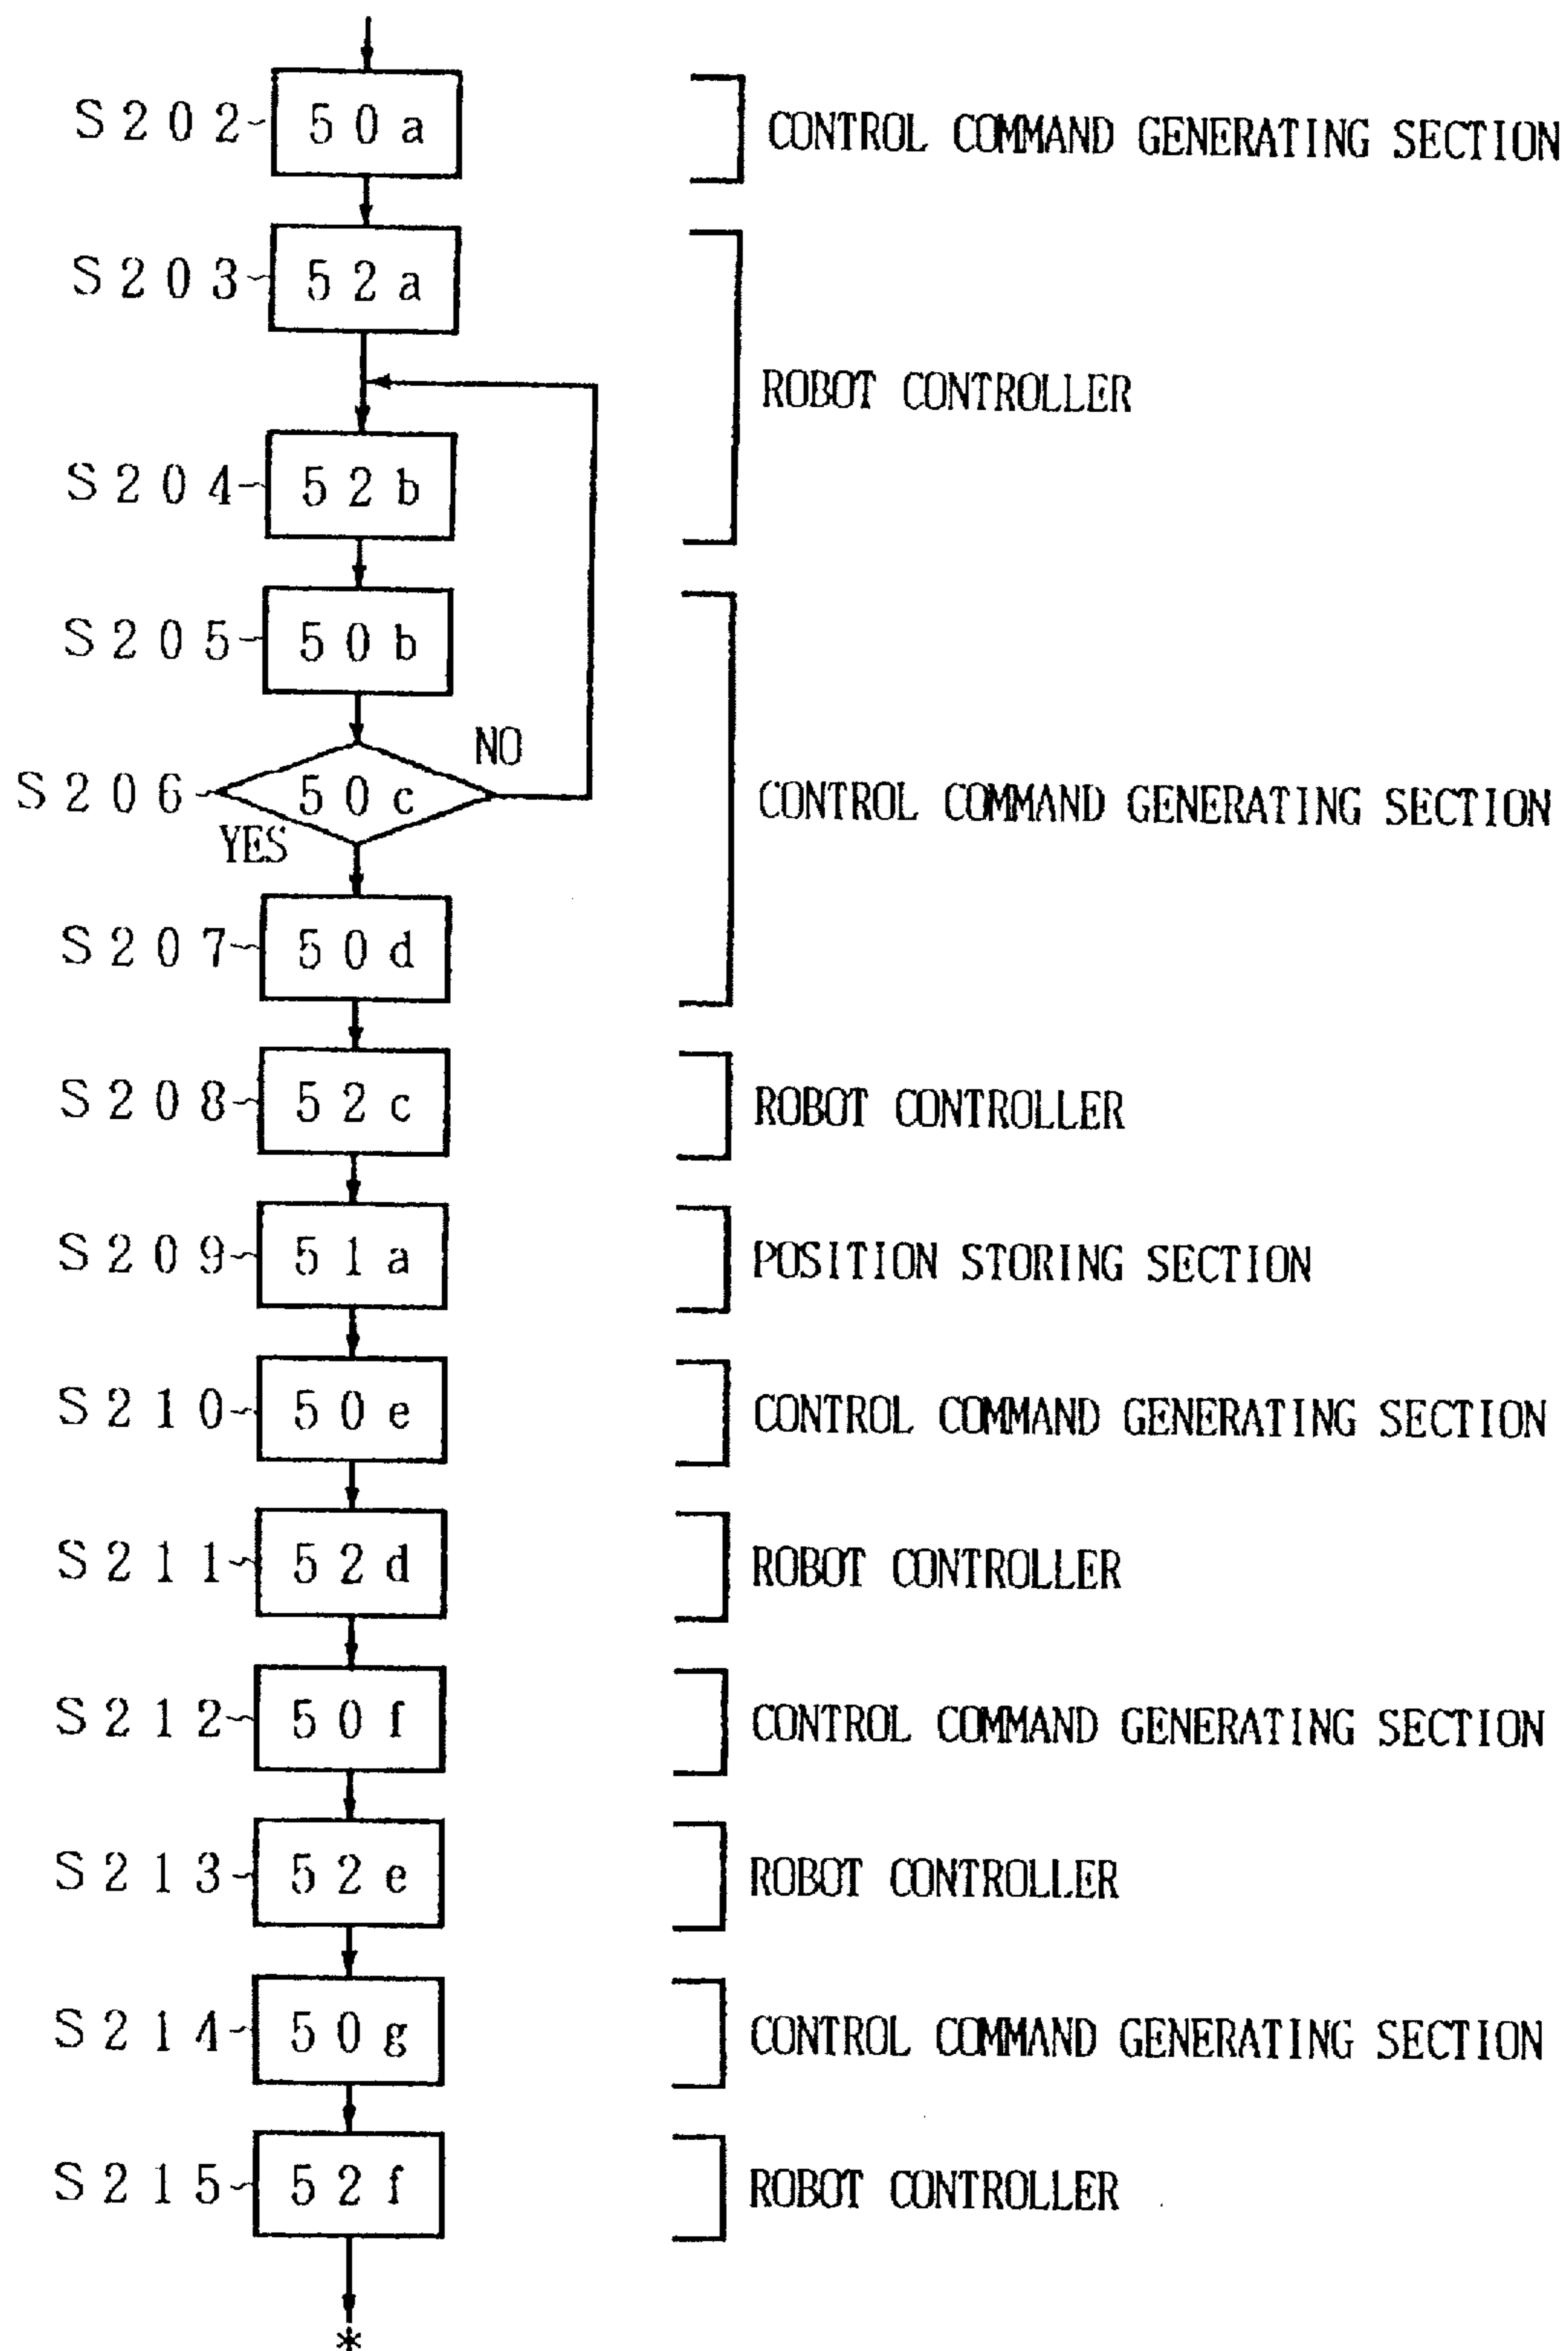 S202 50a CONTROL COMMAND GENERATING SECTION
S203 52a
ROBOT CONTROLLER
S204 52b
S205 50b
NO
S206 50c CONTROL COMMAND GENERATING SECTION
YES
S207 50d
S208 52c ROBOT CONTROLLER
S209 51a POSITION STORING SECTION
S210 50e CONTROL COMMAND GENERATING SECTION
S211 52d ROBOT CONTROLLER
S212 50f CONTROL COMMAND GENERATING SECTION
S213 52e ROBOT CONTROLLER
S214 50g CONTROL COMMAND GENERATING SECTION
S215 52f ROBOT CONTROLLER
*